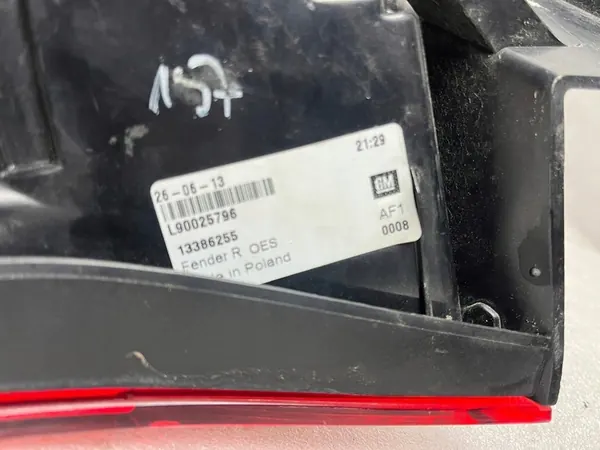 157
26-06-13
21:29
L90025796
GM
13386255
AF1
Fender R OES
0008
in Poland